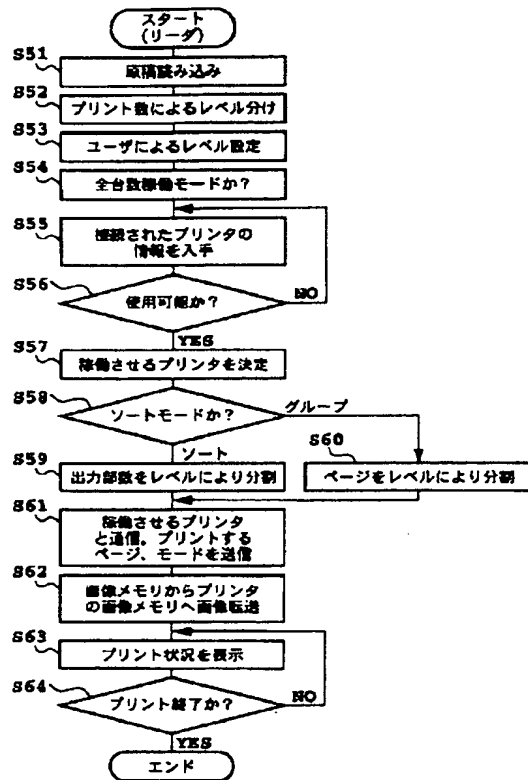 スタート
(リーダ)
S51
原稿読み込み
S52
プリント数によるレベル分け
S53
ユーザによるレベル設定
S54
全台数稼働モードか?
S55
接続されたプリンタの
情報を入手
S56
使用可能か?
NO
YES
S57
稼働させるプリンタを決定
S58
ソートモードか?
グループ
ソート
S59
出力部数をレベルにより分割
S60
ページをレベルにより分割
S61
稼働させるプリンタ
と通信。プリントする
ページ、モードを送信
S62
画像メモリからプリンタ
の画像メモリへ画像転送
S63
プリント状況を表示
S64
プリント終了か?
NO
YES
エンド